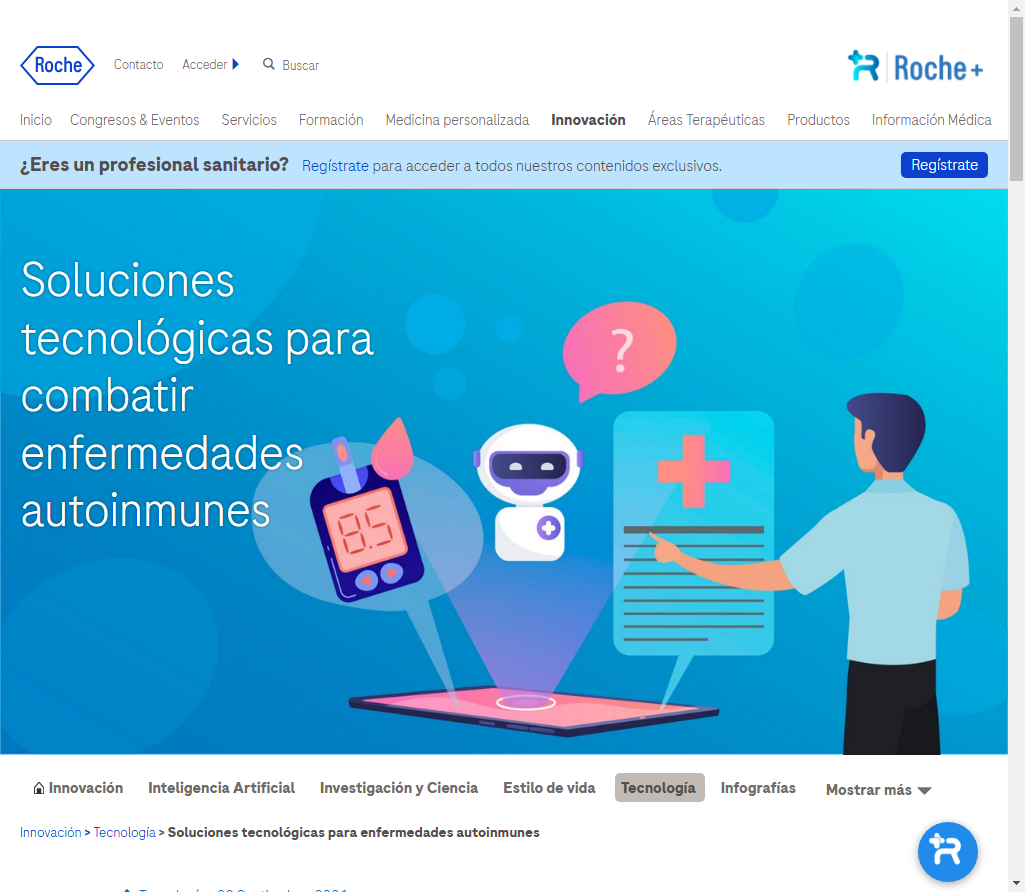 Roche
Contacto Acceder Buscar
Roche+
Inicio Congresos & Eventos Servicios Formación Medicina personalizada Innovación Áreas Terapéuticas Productos Información Médica
¿Eres un profesional sanitario? Regístrate para acceder a todos nuestros contenidos exclusivos. Regístrate
Soluciones
tecnológicas para
combatir
enfermedades
autoinmunes
?
8.5
Innovación Inteligencia Artificial Investigación y Ciencia Estilo de vida Tecnología Infografías Mostrar más
Innovación > Tecnología > Soluciones tecnológicas para enfermedades autoinmunes